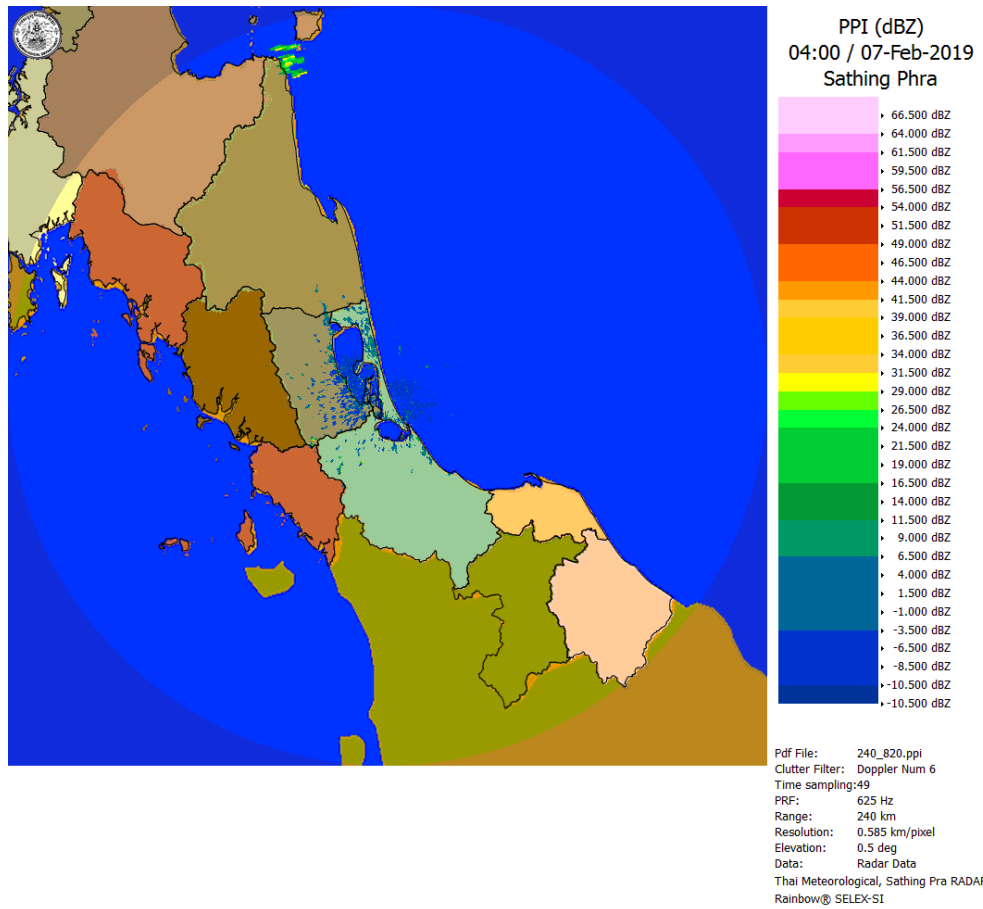 PPI (dBZ)
04:00 / 07-Feb-2019
Sathing Phra
66.500 dBZ
64.000 dBZ
61.500 dBZ
59.500 dBZ
56.500 dBZ
54.000 dBZ
51.500 dBZ
49.000 dBZ
46.500 dBZ
44.000 dBZ
41.500 dBZ
39.000 dBZ
36.500 dBZ
34.000 dBZ
31.500 dBZ
29.000 dBZ
26.500 dBZ
24.000 dBZ
21.500 dBZ
19.000 dBZ
16.500 dBZ
14.000 dBZ
11.500 dBZ
9.000 dBZ
6.500 dBZ
4.000 dBZ
1.500 dBZ
-1.000 dBZ
-3.500 dBZ
-6.500 dBZ
-8.500 dBZ
-10.500 dBZ
-10.500 dBZ
Pdf File: 240_820.ppi
Clutter Filter: Doppler Num 6
Time sampling:49
PRF: 625 Hz
Range: 240 km
Resolution: 0.585 km/pixel
Elevation: 0.5 deg
Data: Radar Data
Thai Meteorological, Sathing Pra RADAR
Rainbow® SELEX-SI